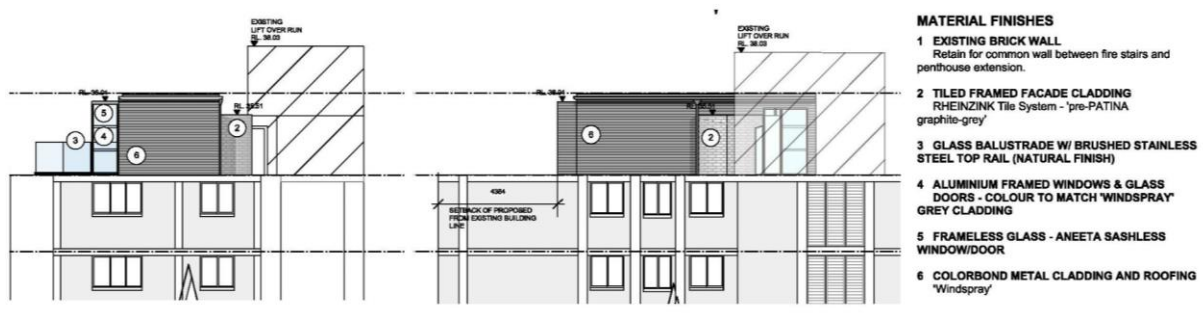 EXISTING
LIFT OVER RUN
RL. 38.03
5
4
3
6
2
RL. 35.51
EXISTING
LIFT OVER RUN
RL. 38.03
6
2
4384
SETBACK OF PROPOSED
FROM EXISTING BUILDING
LINE
MATERIAL FINISHES
1 EXISTING BRICK WALL
Retain for common wall between fire stairs and
penthouse extension.
2 TILED FRAMED FACADE CLADDING
RHEINZINK Tile System - 'pre-PATINA
graphite-grey'
3 GLASS BALUSTRADE W/ BRUSHED STAINLESS
STEEL TOP RAIL (NATURAL FINISH)
4 ALUMINIUM FRAMED WINDOWS & GLASS
DOORS - COLOUR TO MATCH 'WINDSPRAY'
GREY CLADDING
5 FRAMELESS GLASS - ANEETA SASHLESS
WINDOW/DOOR
6 COLORBOND METAL CLADDING AND ROOFING
'Windspray'